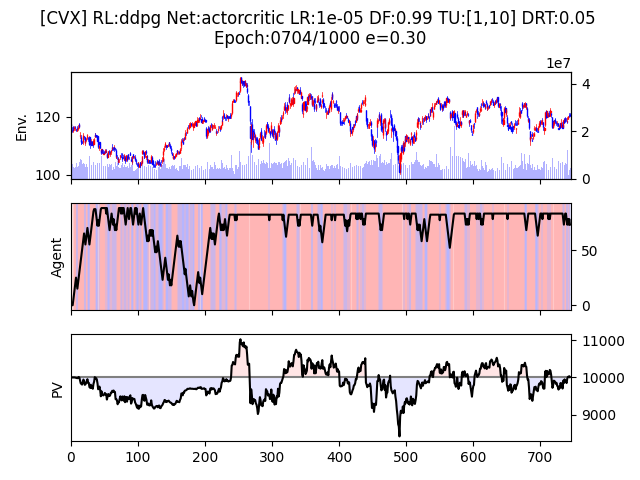 [CVX] RL:ddpg Net:actorcritic LR:1e-05 DF:0.99 TU:[1,10] DRT:0.05
Epoch:0704/1000 e=0.30
1e7
Env.
120
100
4
2
0
Agent
50
0
PV
11000
10000
9000
0 100 200 300 400 500 600 700